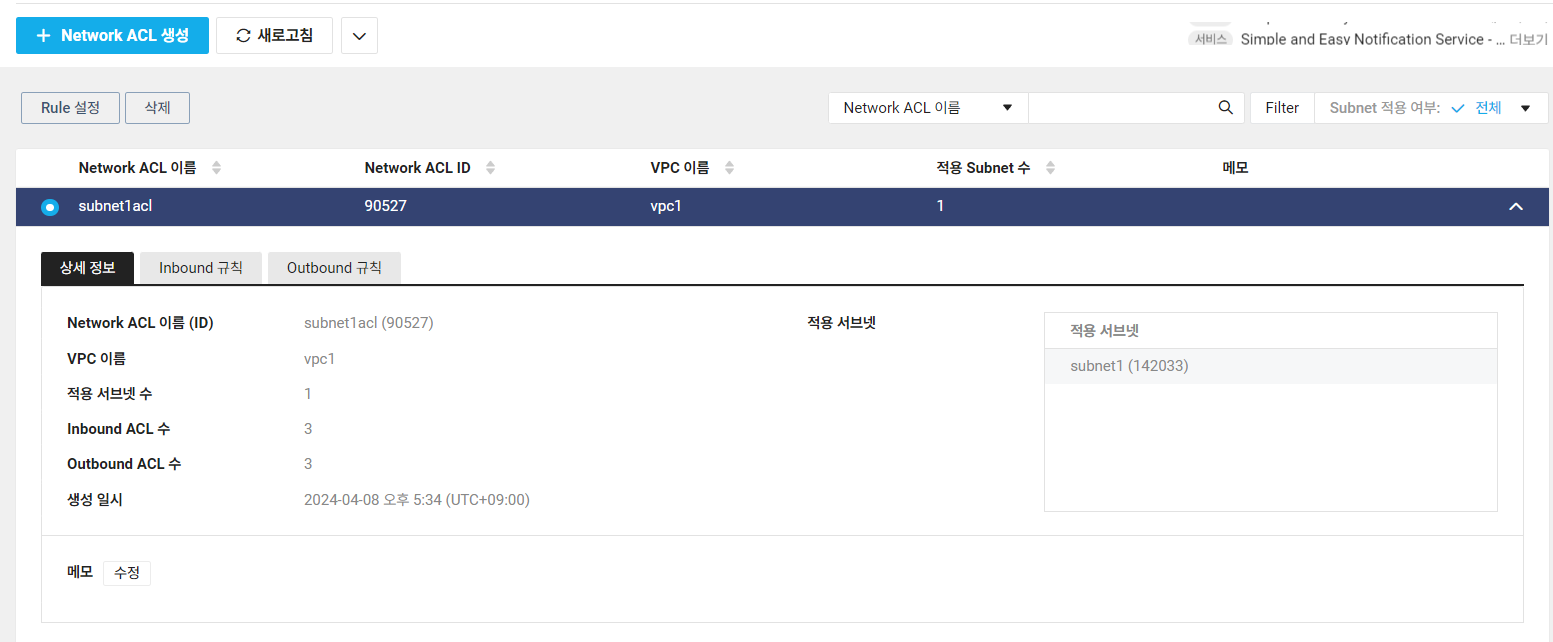 Network ACL 생성 새로고침
서비스 Simple and Easy Notification Service - ... 더보기
Rule 설정 삭제 Network ACL 이름 Filter Subnet 적용 여부: 전체
Network ACL 이름 Network ACL ID VPC 이름 적용 Subnet 수 메모
subnet1acl 90527 vpc1 1
상세 정보 Inbound 규칙 Outbound 규칙
Network ACL 이름 (ID) subnet1acl (90527)
VPC 이름 vpc1
적용 서브넷 수 1
Inbound ACL 수 3
Outbound ACL 수 3
생성 일시 2024-04-08 오후 5:34 (UTC+09:00)
적용 서브넷
적용 서브넷
subnet1 (142033)
메모 수정